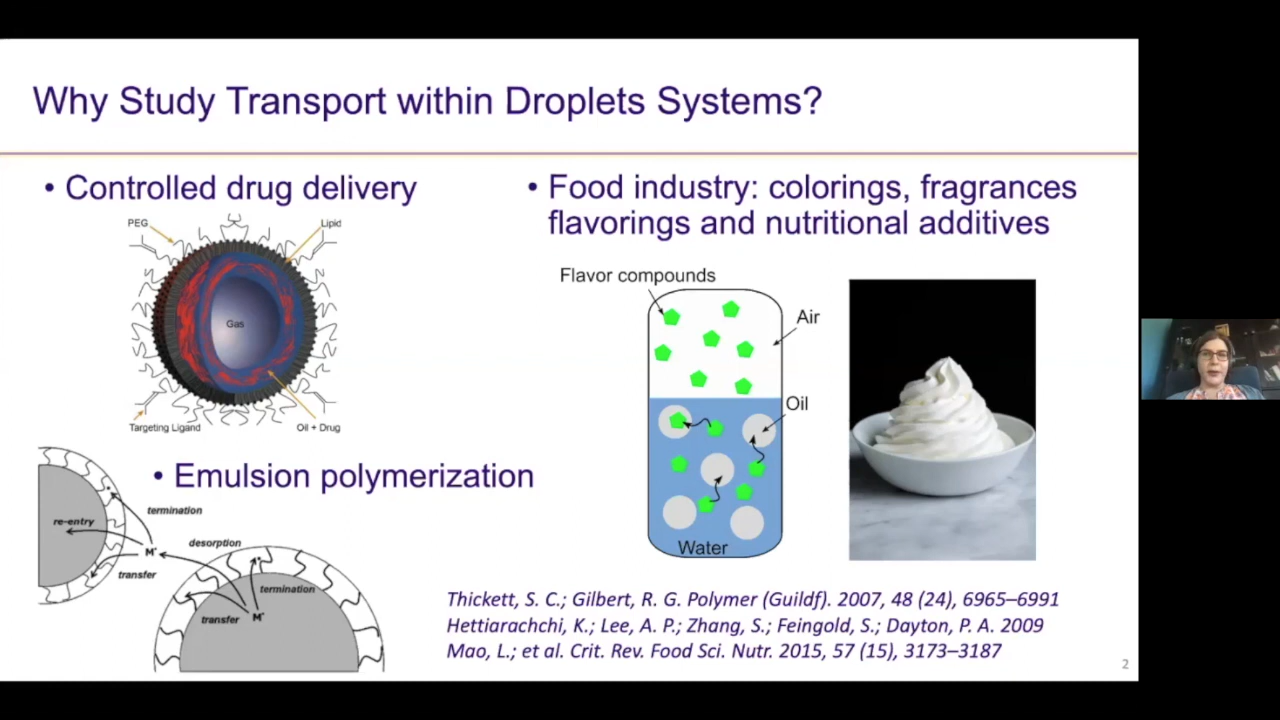 Why Study Transport within Droplets Systems?
• Controlled drug delivery
PEG
Lipid
Gas
Targeting Ligand
Oil + Drug
• Emulsion polymerization
termination
re-entry
M•
desorption
transfer
termination
transfer
M•
• Food industry: colorings, fragrances
flavorings and nutritional additives
Flavor compounds
Air
Oil
Water
Thickett, S. C.; Gilbert, R. G. Polymer (Guildf). 2007, 48 (24), 6965–6991
Hettiarachchi, K.; Lee, A. P.; Zhang, S.; Feingold, S.; Dayton, P. A. 2009
Mao, L.; et al. Crit. Rev. Food Sci. Nutr. 2015, 57 (15), 3173–3187
2